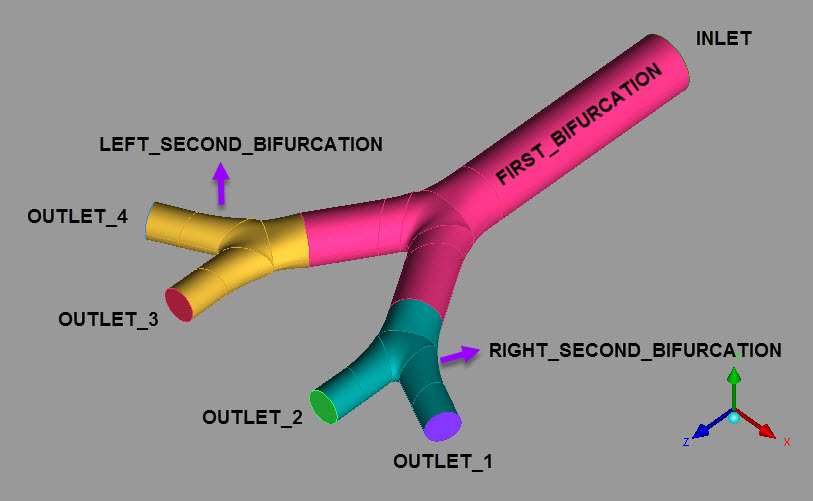 INLET
FIRST_BIFURCATION
LEFT_SECOND_BIFURCATION
OUTLET_4
OUTLET_3
RIGHT_SECOND_BIFURCATION
OUTLET_2
OUTLET_1
Z
X